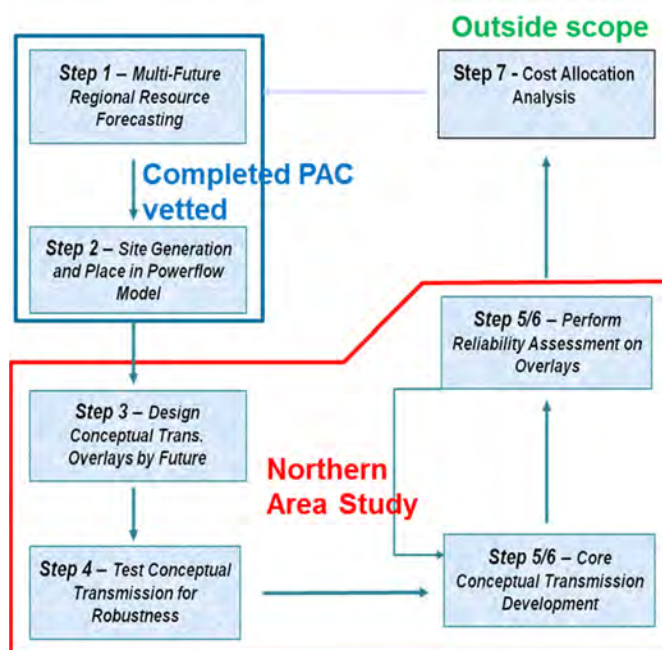 Outside scope
Step 1 – Multi-Future
Regional Resource
Forecasting
Step 7 - Cost Allocation
Analysis
Completed PAC
vetted
Step 2 – Site Generation
and Place in Powerflow
Model
Step 5/6 – Perform
Reliability Assessment on
Overlays
Step 3 – Design
Conceptual Trans.
Overlays by Future
Northern
Area Study
Step 4 – Test Conceptual
Transmission for
Robustness
Step 5/6 – Core
Conceptual Transmission
Development